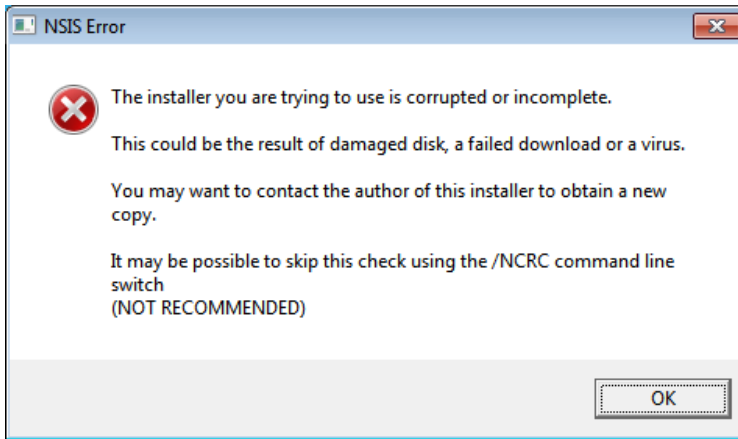 NSIS Error
The installer you are trying to use is corrupted or incomplete.
This could be the result of damaged disk, a failed download or a virus.
You may want to contact the author of this installer to obtain a new
copy.
It may be possible to skip this check using the /NCRC command line
switch
(NOT RECOMMENDED)
OK